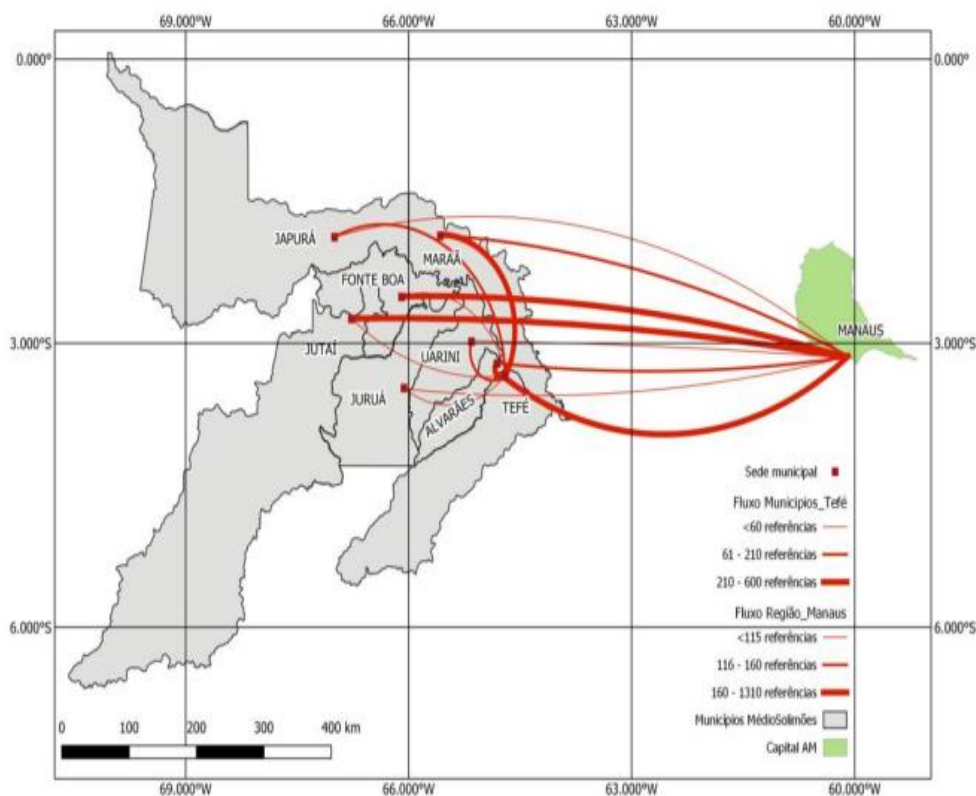 69.000°W 66.000°W 63.000°W 60.000°W
0.000° 0.000°
JAPURÁ
MARAÃ
FONTE BOA
MANAUS
3.000°S 3.000°S
JUTAÍ
UARINI
JURUÁ
ALVARÃES
TEFÉ
Sede municipal
Fluxo Municipios_Tefé
<60 referências
61 - 210 referências
210 - 600 referências
Fluxo Região_Manaus
6.000°S 6.000°S
<115 referências
116 - 160 referências
160 - 1310 referências
Municípios MédioSolimões
0 100 200 300 400 km
Capital AM
69.000°W 66.000°W 63.000°W 60.000°W